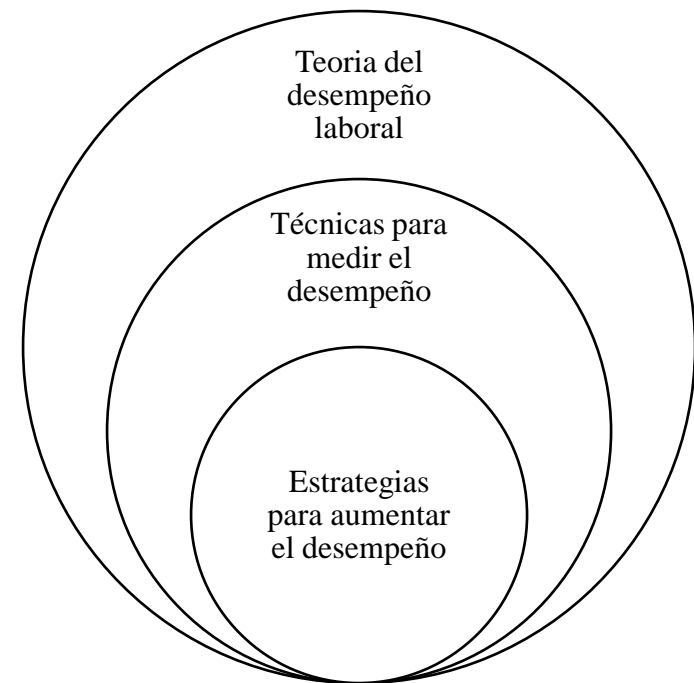 Teoria del
desempeño
laboral
Técnicas para
medir el
desempeño
Estrategias
para aumentar
el desempeño